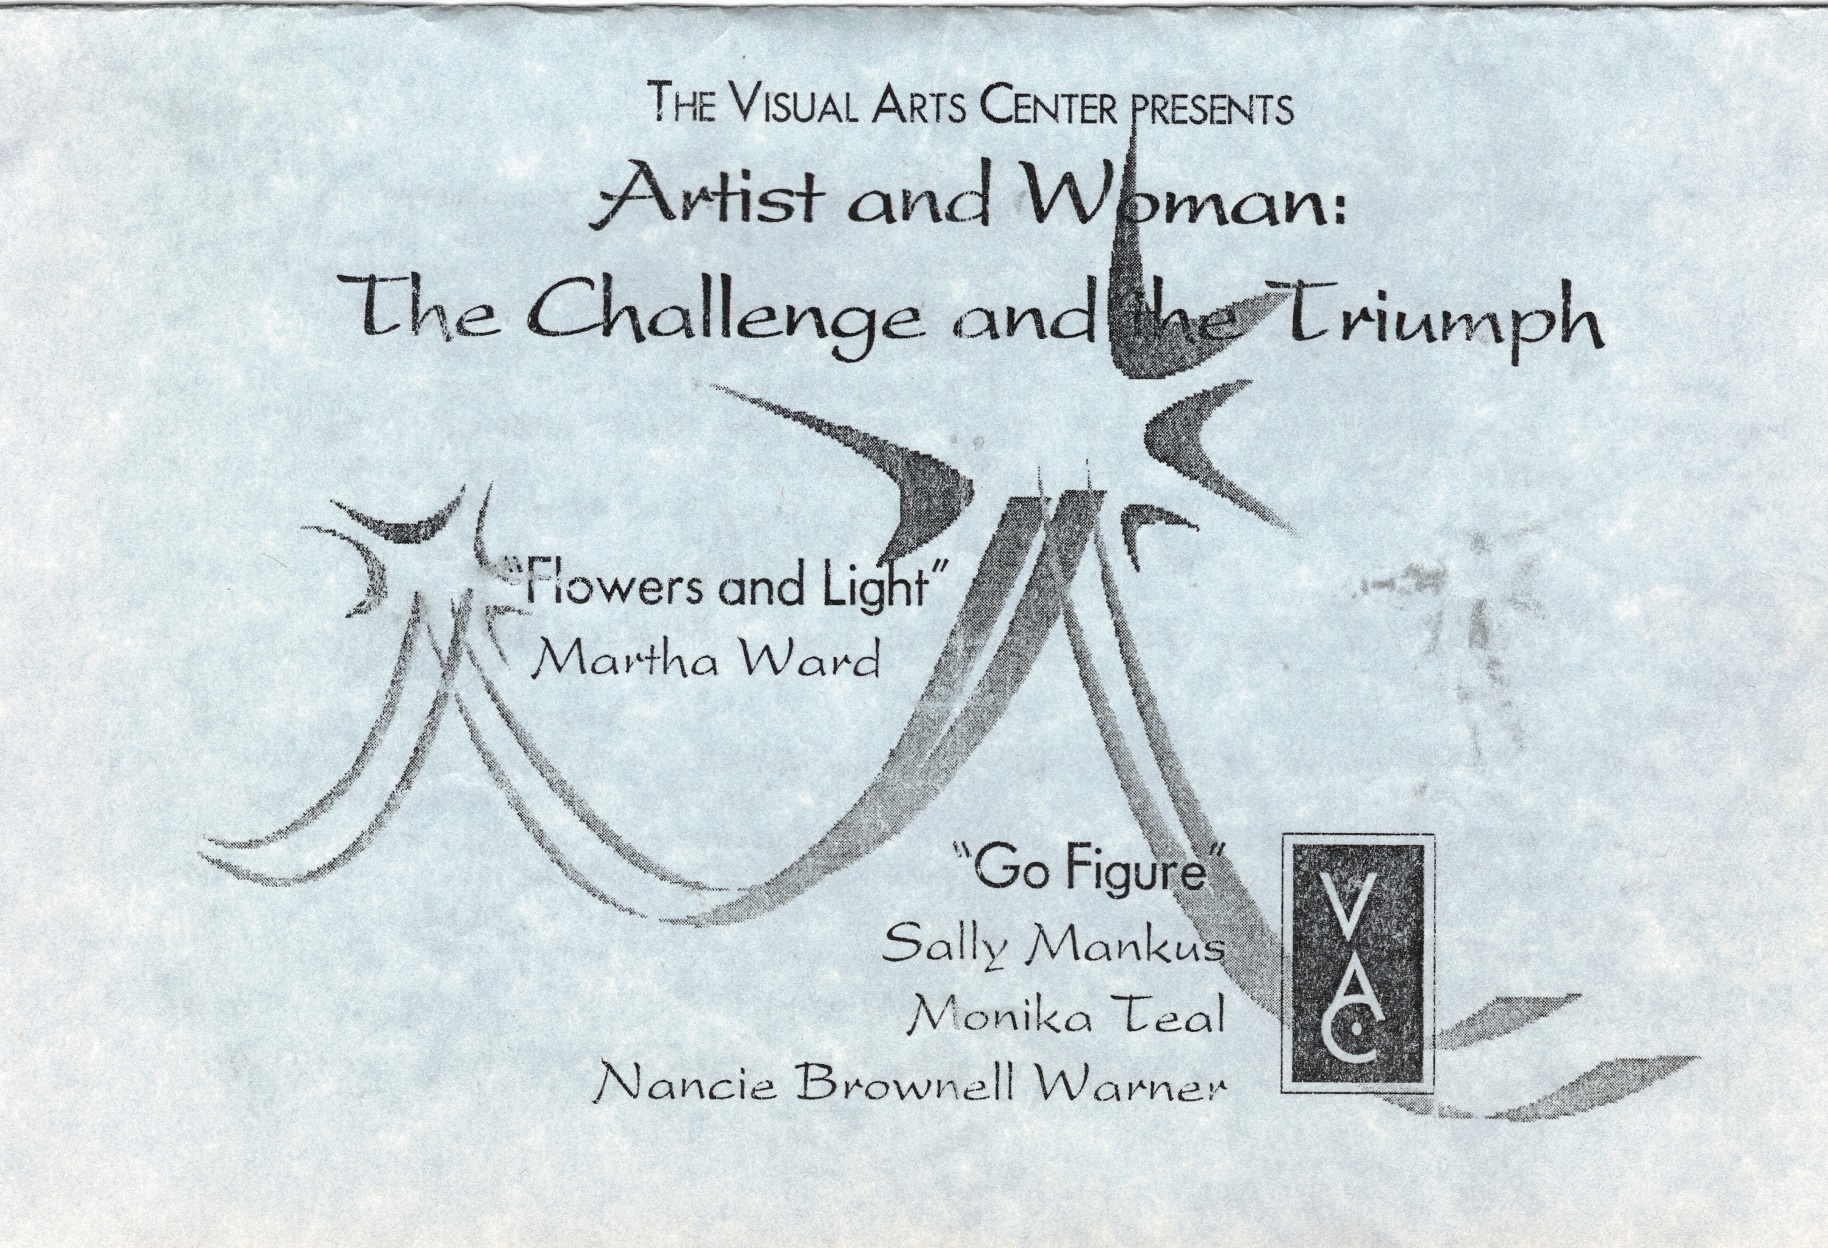 THE VISUAL ARTS CENTER PRESENTS
Artist and Woman:
The Challenge and the Triumph
"Flowers and Light"
Martha Ward
"Go Figure"
Sally Mankus
Monika Teal
Nancie Brownell Warner
VAC